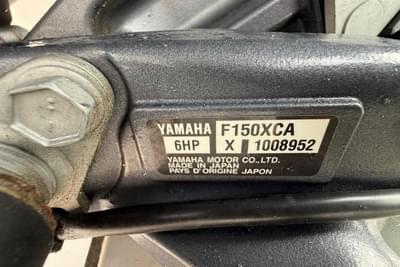 YAMAHA F150XCA
6HP X 1008952
YAMAHA MOTOR CO.,LTD.
MADE IN JAPAN
PAYS D'ORIGINE JAPON